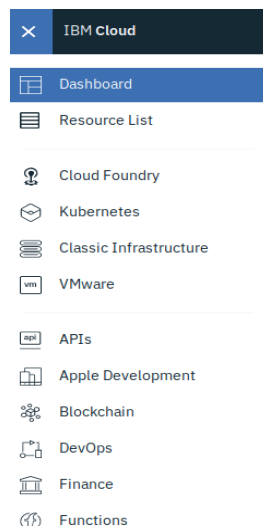 IBM Cloud
Dashboard
Resource List
Cloud Foundry
Kubernetes
Classic Infrastructure
vm VMware
api APIs
Apple Development
Blockchain
DevOps
Finance
Functions